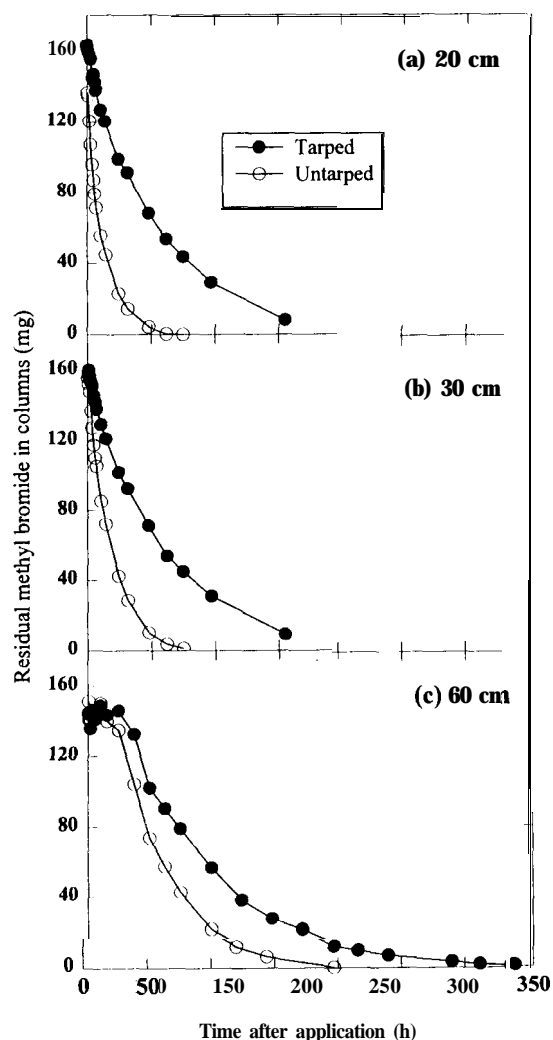 Residual methyl bromide in columns (mg)
160
120
80
40
0
(a) 20 cm
Tarped
Untarped
160
120
80
40
0
(b) 30 cm
160
120
80
40
0
(c) 60 cm
0 500 150 200 250 300 350
Time after application (h)